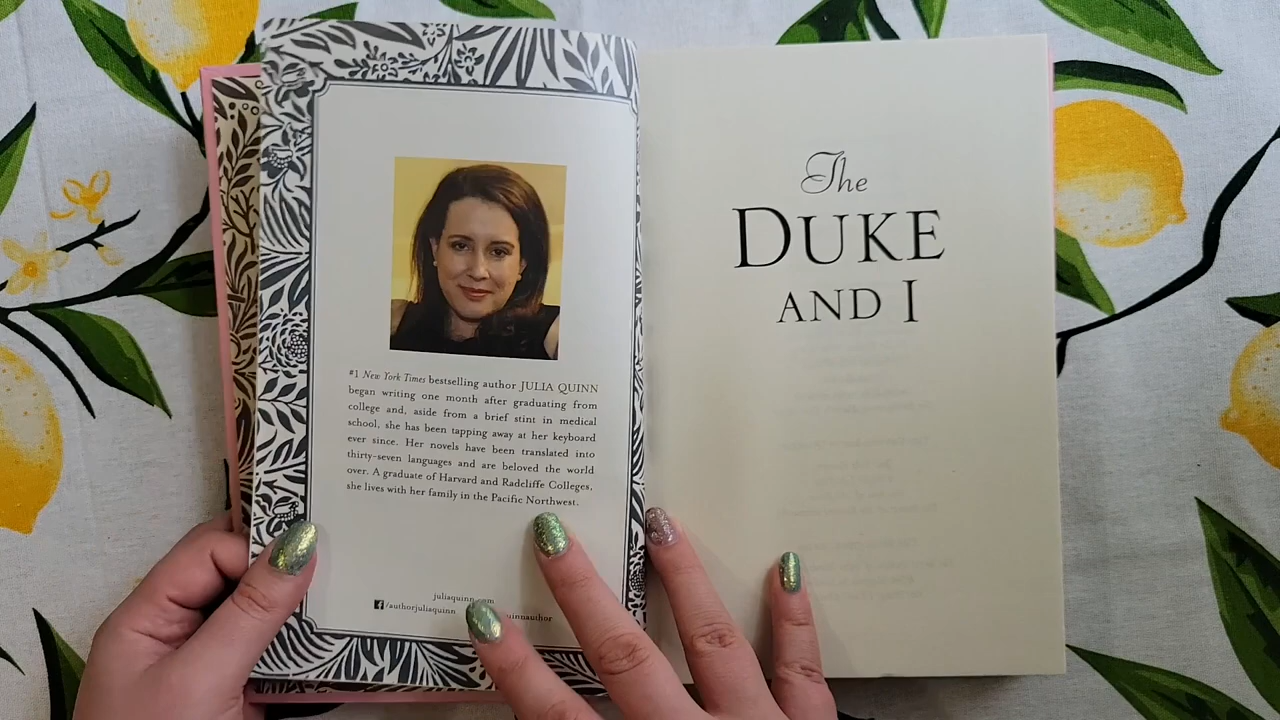 #1 New York Times bestselling author JULIA QUINN
began writing one month after graduating from
college and, aside from a brief stint in medical
school, she has been tapping away at her keyboard
ever since. Her novels have been translated into
thirty-seven languages and are beloved the world
over. A graduate of Harvard and Radcliffe Colleges,
she lives with her family in the Pacific Northwest.
juliaquinn.com
/authorjuliaquinn
The
DUKE
AND I